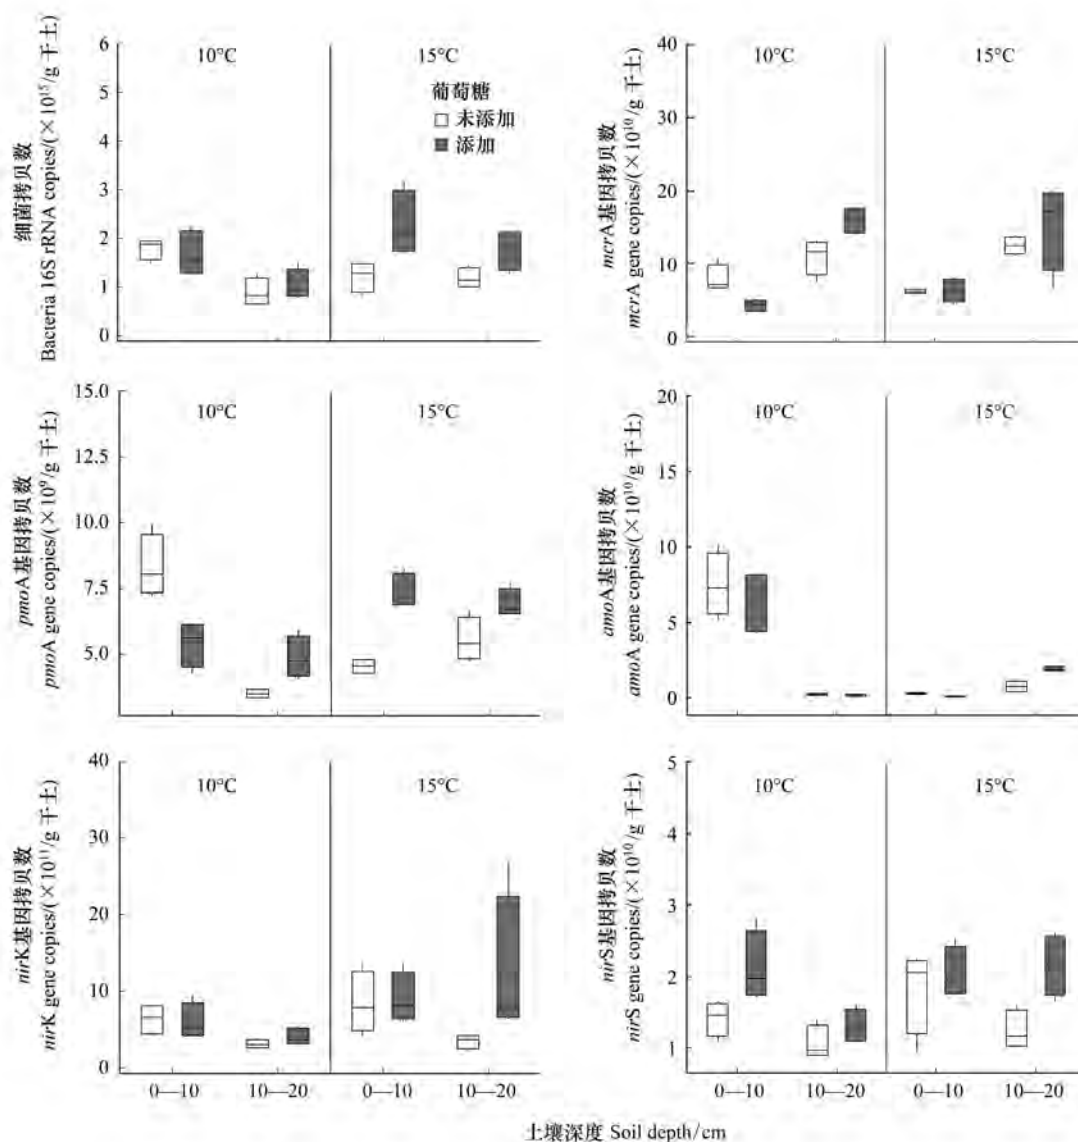 10°C
15°C
葡萄糖
未添加
添加
6
5
4
3
2
1
0
细菌拷贝数
Bacteria 16S rRNA copies/(×10¹⁵/g 干土)
10°C
15°C
40
30
20
10
0
mcrA基因拷贝数
mcrA gene copies/(×10¹⁰/g 干土)
10°C
15°C
15.0
12.5
10.0
7.5
5.0
pmoA基因拷贝数
pmoA gene copies/(×10⁹/g 干土)
10°C
15°C
20
15
10
5
0
amoA基因拷贝数
amoA gene copies/(×10¹⁰/g 干土)
10°C
15°C
40
30
20
10
0
nirK基因拷贝数
nirK gene copies/(×10¹¹/g 干土)
0—10
10—20
0—10
10—20
10°C
15°C
5
4
3
2
1
nirS基因拷贝数
nirS gene copies/(×10¹⁰/g 干土)
0—10
10—20
0—10
10—20
土壤深度 Soil depth/cm